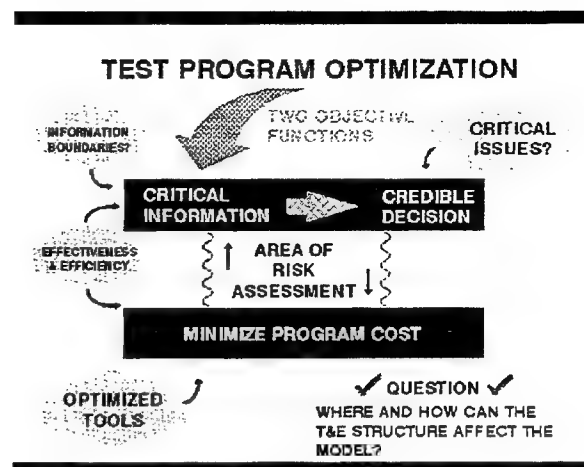 TEST PROGRAM OPTIMIZATION
TWO OBJECTIVE
FUNCTIONS
INFORMATION
BOUNDARIES?
CRITICAL
ISSUES?
CRITICAL
INFORMATION
CREDIBLE
DECISION
EFFECTIVENESS
& EFFICIENCY
AREA OF
RISK
ASSESSMENT
MINIMIZE PROGRAM COST
OPTIMIZED
TOOLS
QUESTION
WHERE AND HOW CAN THE
T&E STRUCTURE AFFECT THE
MODEL?